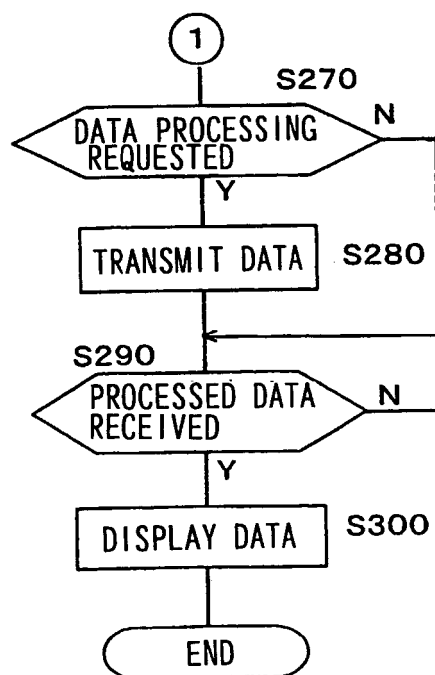 1
S270
DATA PROCESSING
REQUESTED
N
Y
TRANSMIT DATA
S280
S290
PROCESSED DATA
RECEIVED
N
Y
DISPLAY DATA
S300
END